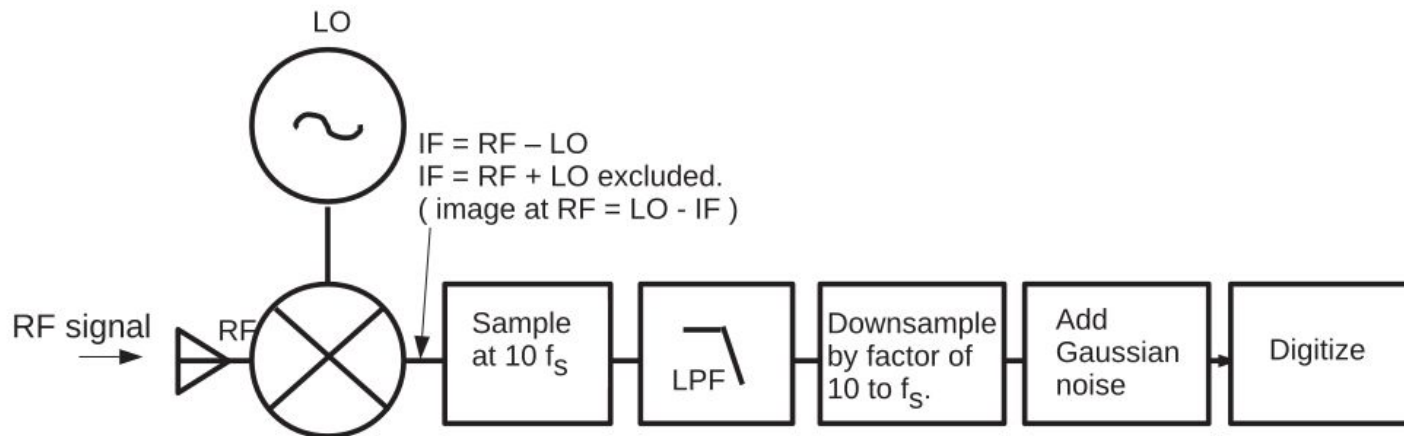 LO
IF = RF – LO
IF = RF + LO excluded.
( image at RF = LO - IF )
RF signal
RF
Sample
at 10 fs
LPF
Downsample
by factor of
10 to fs.
Add
Gaussian
noise
Digitize